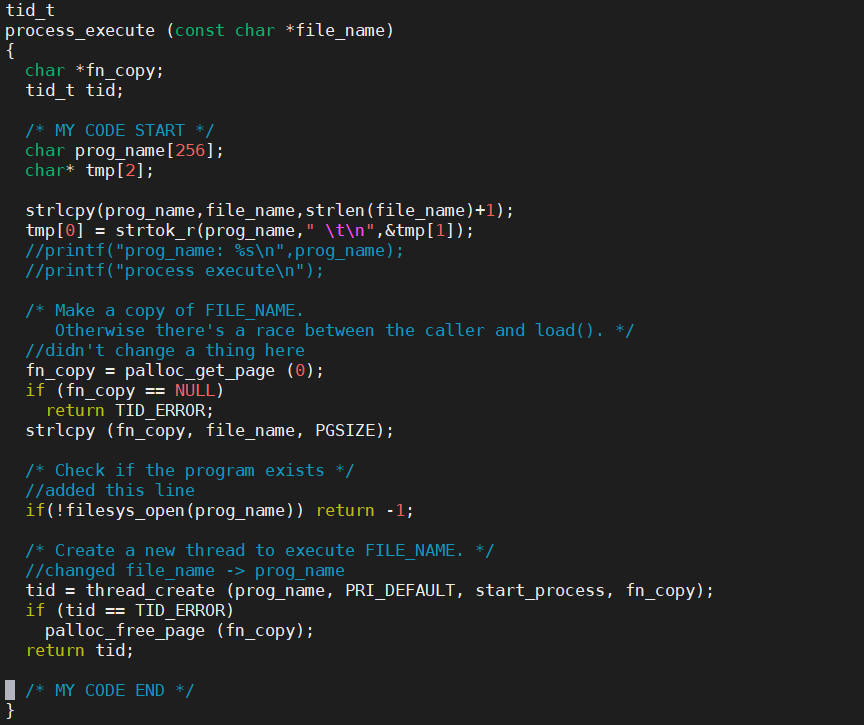 tid_t
process_execute (const char *file_name)
{
  char *fn_copy;
  tid_t tid;

  /* MY CODE START */
  char prog_name[256];
  char* tmp[2];

  strlcpy(prog_name,file_name,strlen(file_name)+1);
  tmp[0] = strtok_r(prog_name," \t\n",&tmp[1]);
  //printf("prog_name: %s\n",prog_name);
  //printf("process execute\n");

  /* Make a copy of FILE_NAME.
     Otherwise there's a race between the caller and load(). */
  //didn't change a thing here
  fn_copy = palloc_get_page (0);
  if (fn_copy == NULL)
    return TID_ERROR;
  strlcpy (fn_copy, file_name, PGSIZE);

  /* Check if the program exists */
  //added this line
  if(!filesys_open(prog_name)) return -1;

  /* Create a new thread to execute FILE_NAME. */
  //changed file_name -> prog_name
  tid = thread_create (prog_name, PRI_DEFAULT, start_process, fn_copy);
  if (tid == TID_ERROR)
    palloc_free_page (fn_copy);
  return tid;

  /* MY CODE END */
}